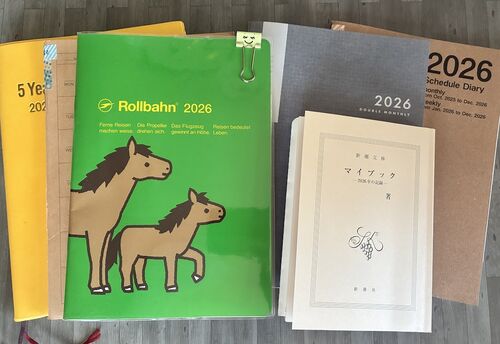 5 Yea
202
Rollbahn 2026
Ferne Reisen Die Propeller Das Flugzeug Reisen bedeutet
machen weise. drehen sich. gewinnt an Höhe. Leben.
2026
DOUBLE MONTHLY
新潮文庫
マイブック
―2026年の記録―
著
新潮社
2026
Schedule Diary
monthly
from Oct. 2025 to Dec. 2026
weekly
from Jan. 2026 to Dec. 2026